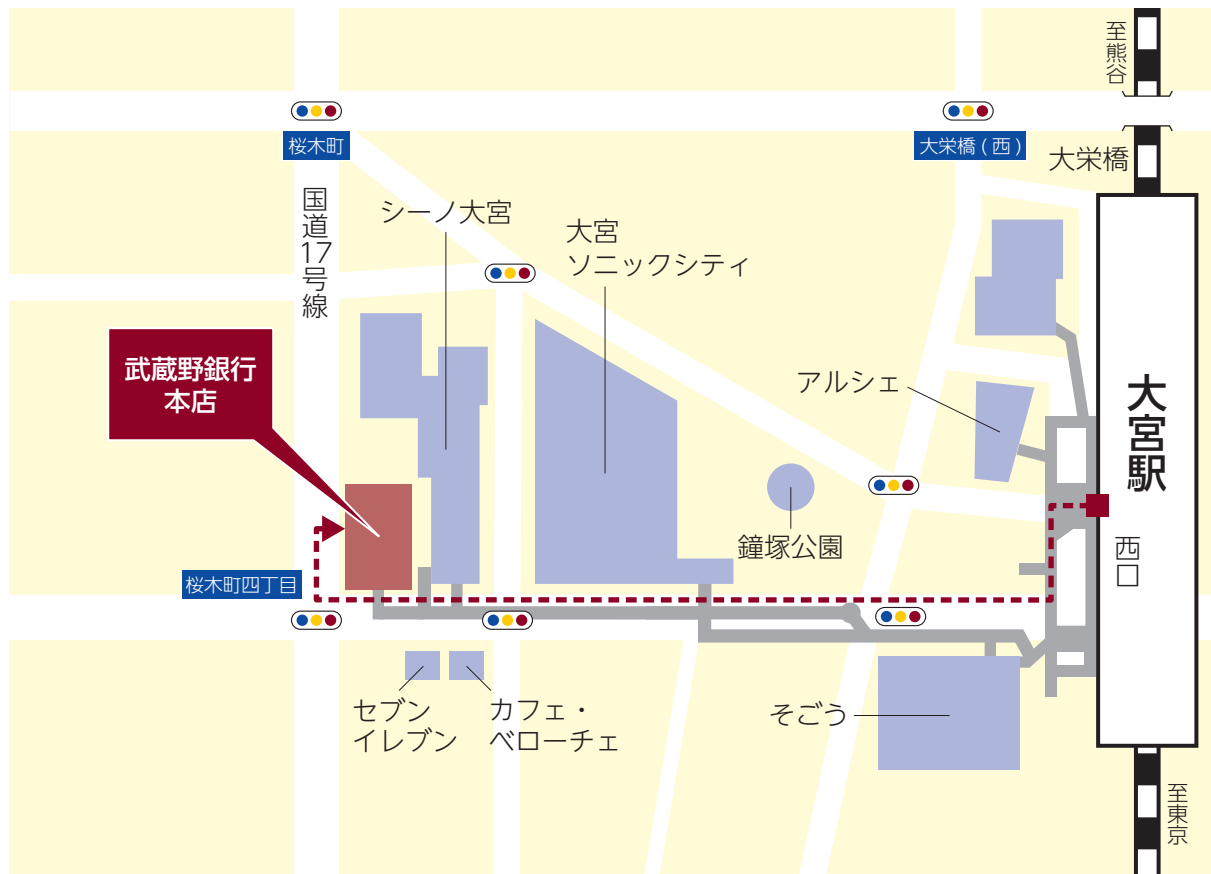 至熊谷
桜木町
大栄橋(西)
大栄橋
国道17号線
シーノ大宮
大宮
ソニックシティ
武蔵野銀行
本店
アルシェ
大宮駅
鐘塚公園
西口
桜木町四丁目
セブン
イレブン
カフェ・
ベローチェ
そごう
至東京